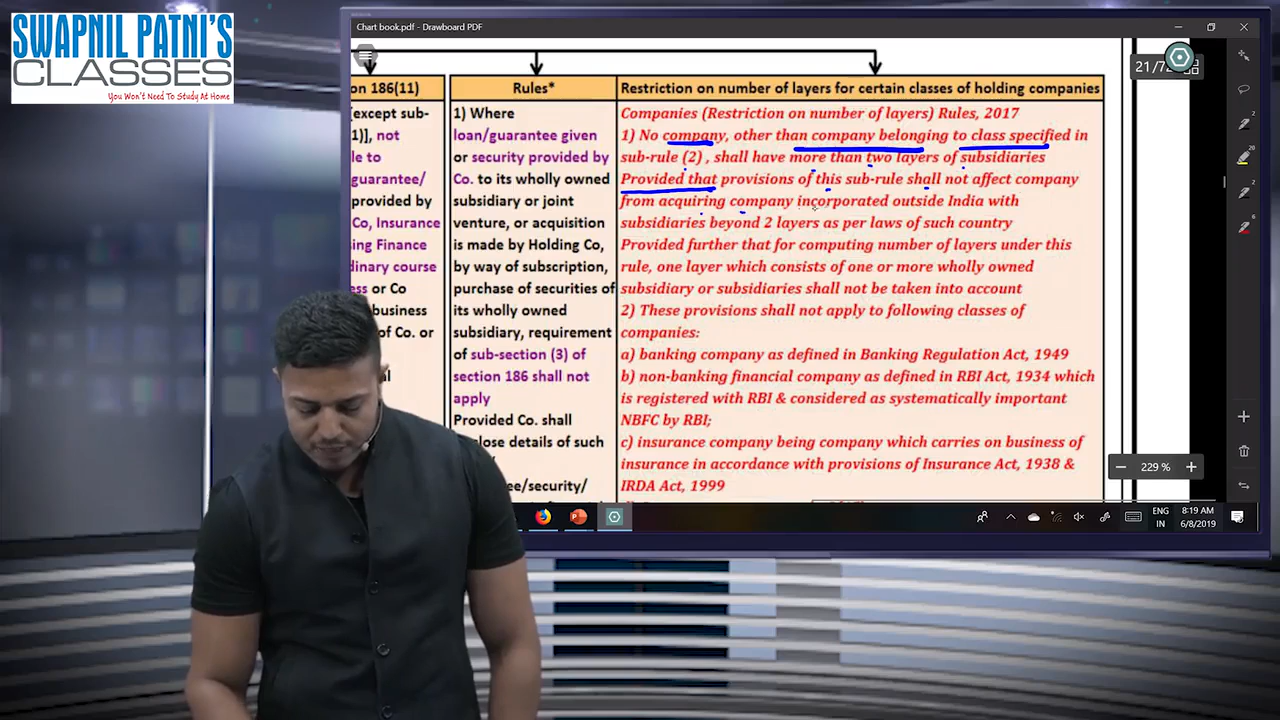 SWAPNIL PATNI'S
CLASSES
You Won't Need To Study At Home
Chart book.pdf - Drawboard PDF
21/72
on 186(11)
[except sub-
1)], not
le to
guarantee/
provided by
Co, Insurance
sing Finance
dinary course
ess or Co
business
of Co. or
al
Rules*
1) Where
loan/guarantee given
or security provided by
Co. to its wholly owned
subsidiary or joint
venture, or acquisition
is made by Holding Co,
by way of subscription,
purchase of securities of
its wholly owned
subsidiary, requirement
of sub-section (3) of
section 186 shall not
apply
Provided Co. shall
lose details of such
ee/security/
Restriction on number of layers for certain classes of holding companies
Companies (Restriction on number of layers) Rules, 2017
1) No company, other than company belonging to class specified in
sub-rule (2) , shall have more than two layers of subsidiaries
Provided that provisions of this sub-rule shall not affect company
from acquiring company incorporated outside India with
subsidiaries beyond 2 layers as per laws of such country
Provided further that for computing number of layers under this
rule, one layer which consists of one or more wholly owned
subsidiary or subsidiaries shall not be taken into account
2) These provisions shall not apply to following classes of
companies:
a) banking company as defined in Banking Regulation Act, 1949
b) non-banking financial company as defined in RBI Act, 1934 which
is registered with RBI & considered as systematically important
NBFC by RBI;
c) insurance company being company which carries on business of
insurance in accordance with provisions of Insurance Act, 1938 &
IRDA Act, 1999
229 %
ENG
IN
8:19 AM
6/8/2019